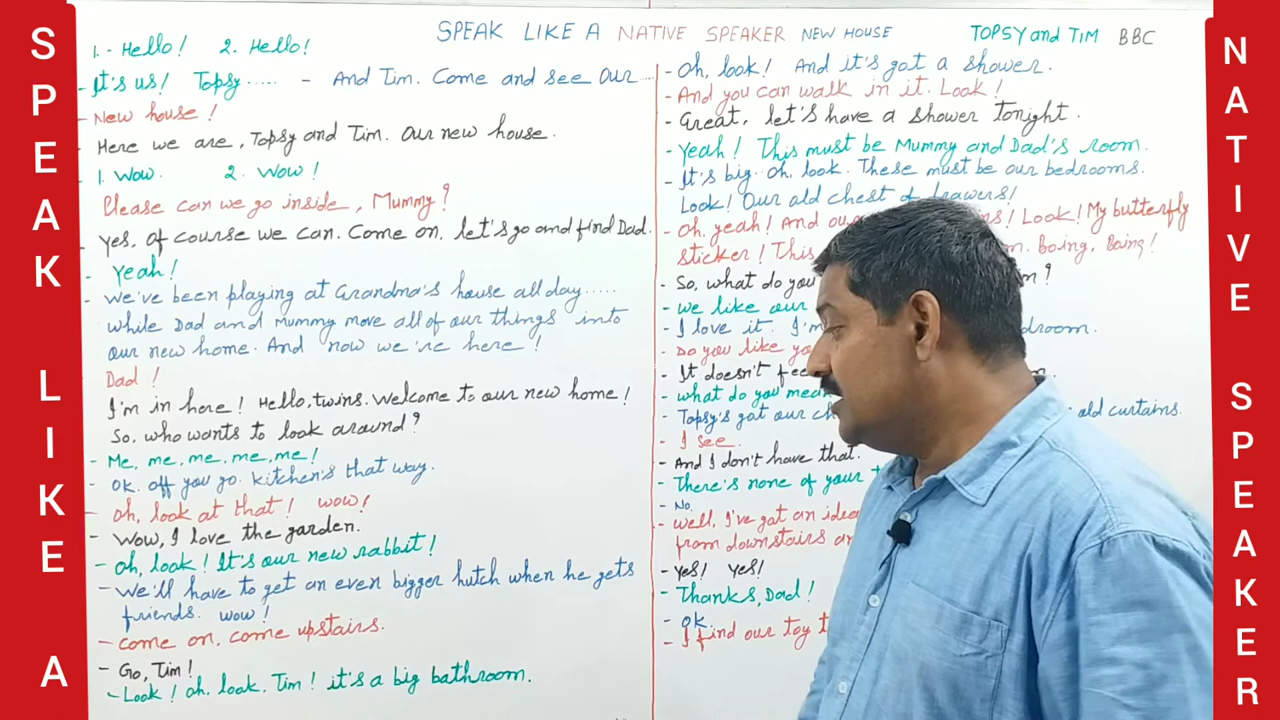 SPEAK LIKE A
SPEAK LIKE A NATIVE SPEAKER NEW HOUSE
TOPSY and TIM BBC
1. - Hello! 2. Hello!
- It's us! Topsy..... - And Tim. Come and see our....
- New house!
- Here we are, Topsy and Tim. Our new house.
- 1. Wow. 2. Wow!
Please can we go inside, Mummy?
- Yes, of course we can. Come on, let's go and find Dad.
- Yeah!
- We've been playing at Grandma's house all day.....
while Dad and Mummy move all of our things into
our new home. And now we're here!
Dad!
I'm in here! Hello, twins. Welcome to our new home!
So, who wants to look around?
- Me, me, me, me, me!
- OK. Off you go. Kitchen's that way.
- Oh, look at that! Wow!
- Wow, I love the garden.
- Oh, look! It's our new rabbit!
- We'll have to get an even bigger hutch when he gets
friends. Wow!
- Come on, come upstairs.
- Go, Tim!
- Look! Oh, look, Tim! it's a big bathroom.
- Oh, look! And it's got a shower.
- And you can walk in it. Look!
- Great, let's have a shower tonight.
- Yeah! This must be Mummy and Dad's room.
- It's big. Oh, look. These must be our bedrooms.
Look! Our old chest of drawers!
- Oh, yeah! And Look! My butterfly
sticker! This Boing, Boing!
- So, what do you
- We like our
- I love it. I'm
- Do you like
- It doesn't
- What do you
- Topsy's got our old curtains.
- I see.
- And I don't have that.
- There's none of your
- No.
- Well, I've got an idea
from downstairs
- Yes! Yes!
- Thanks, Dad!
- OK.
- I find our toy
NATIVE SPEAKER